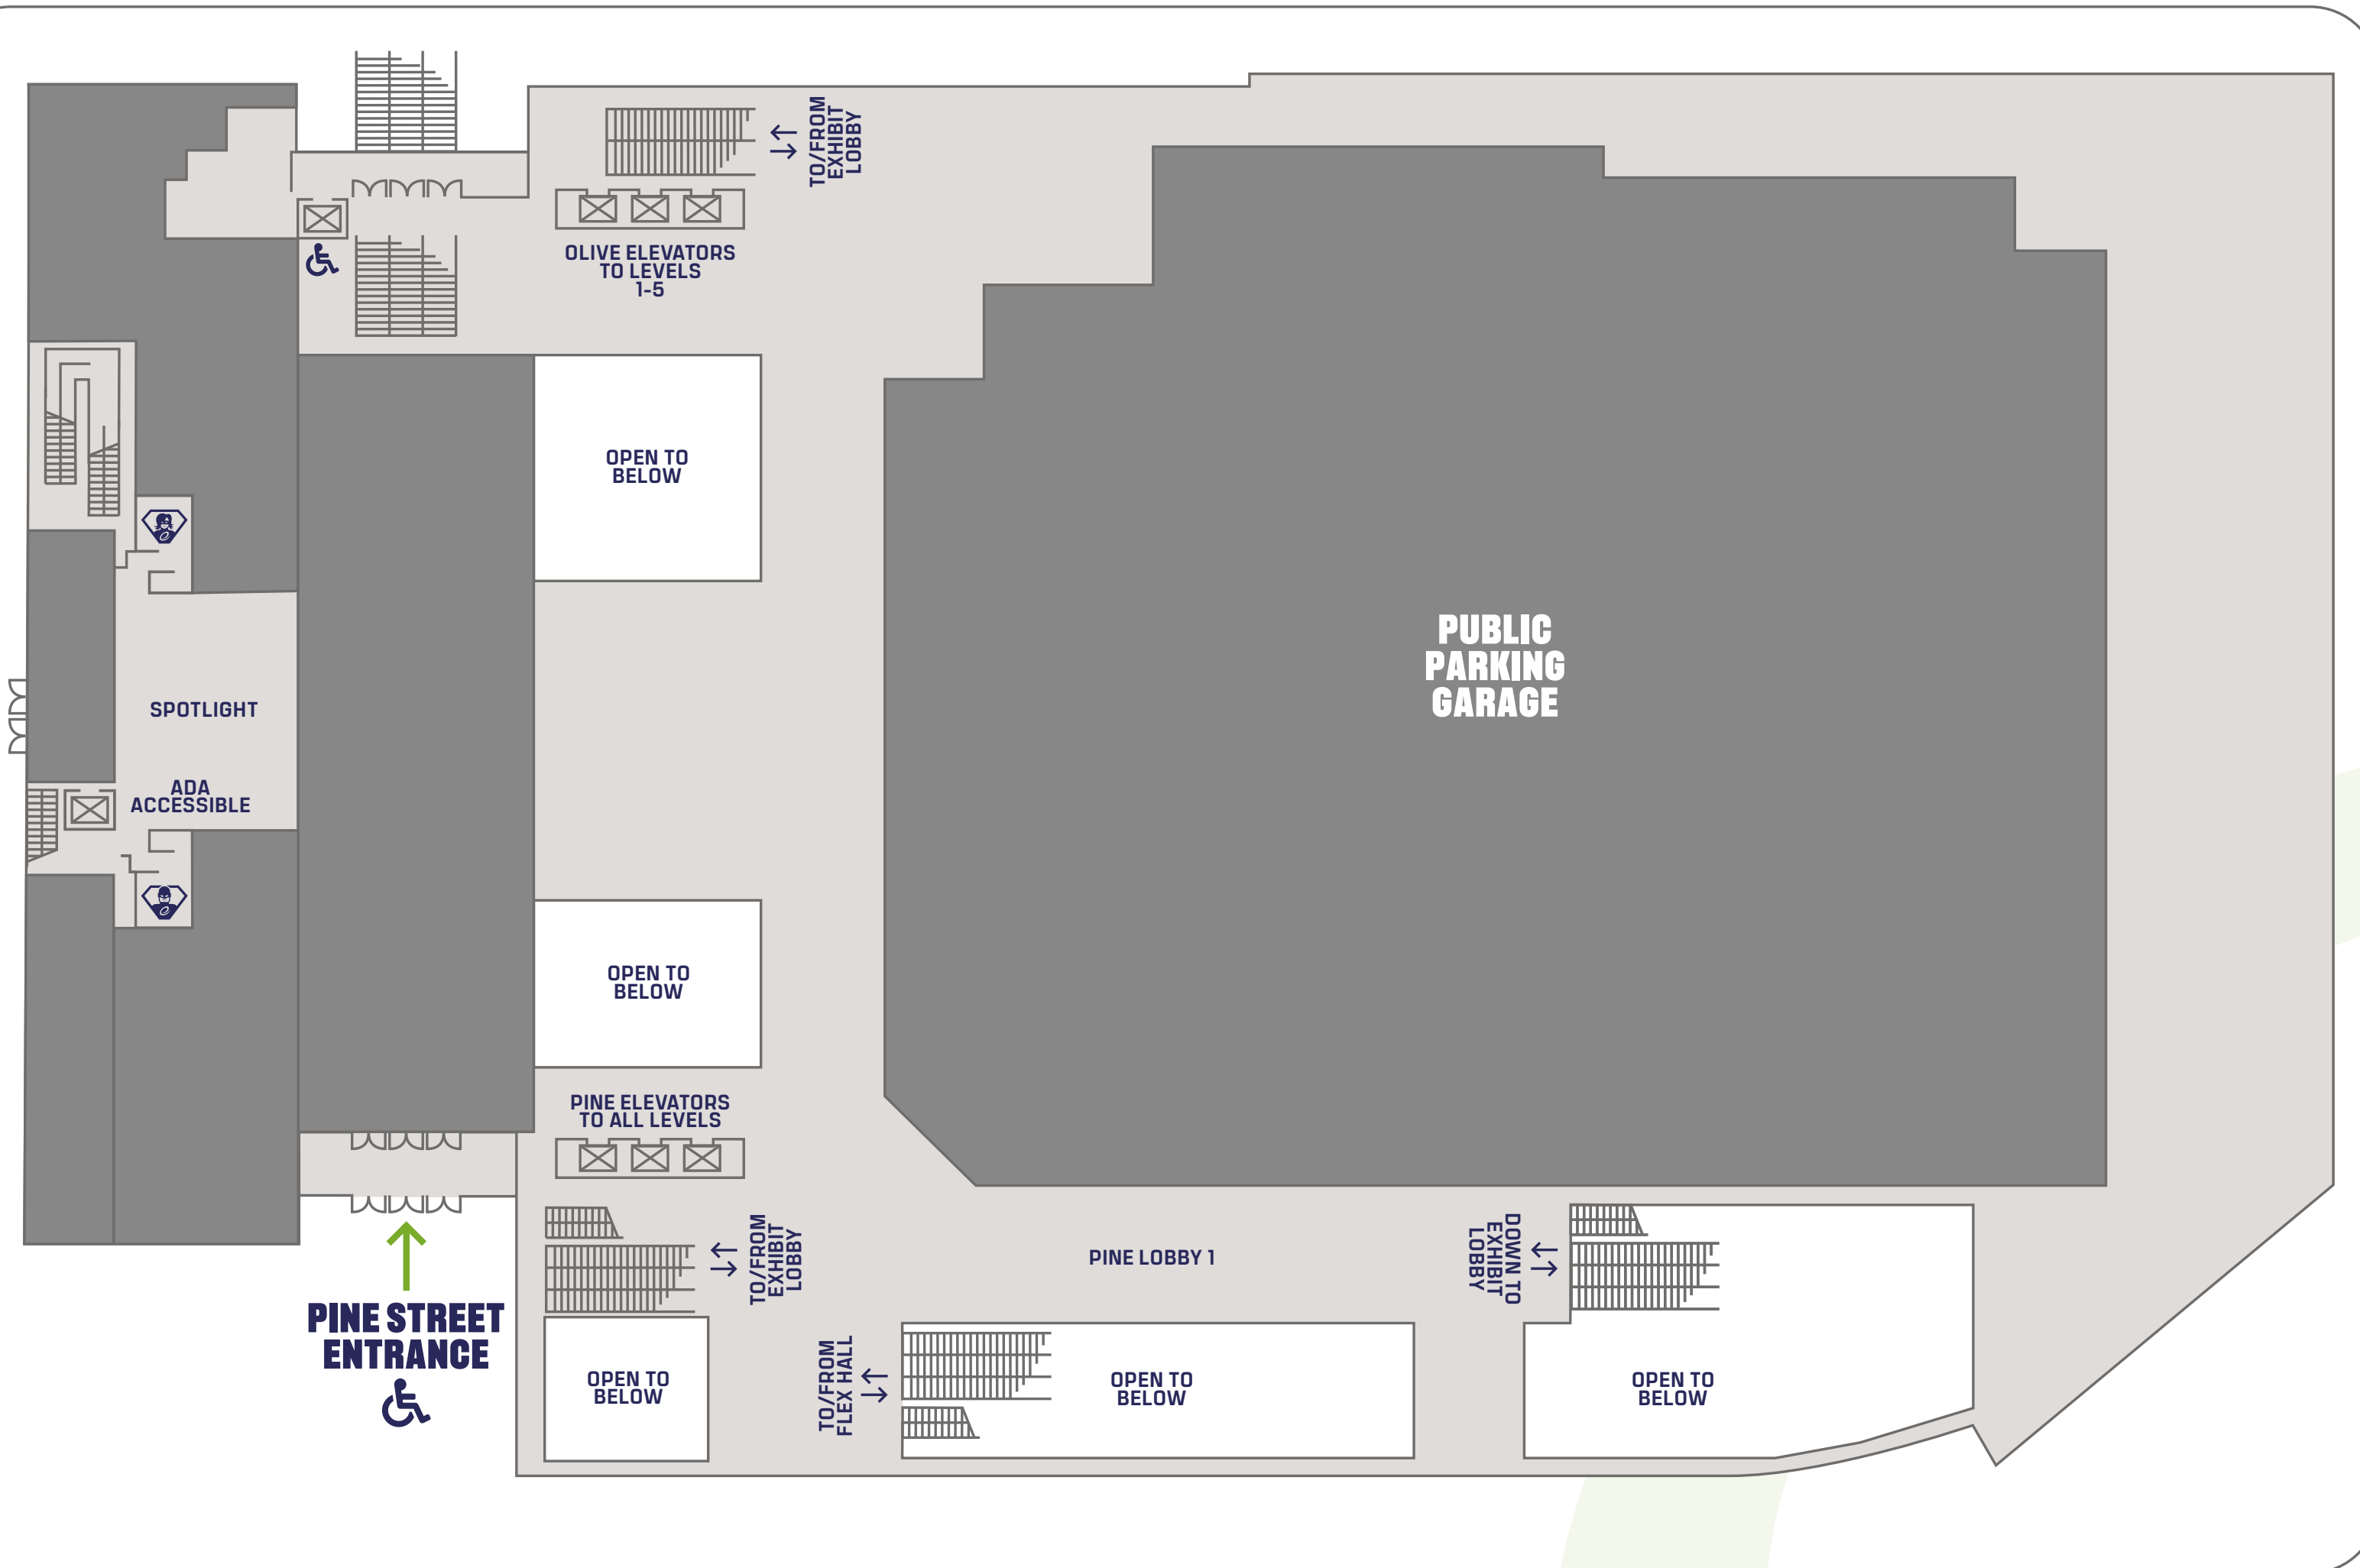 TO/FROM
EXHIBIT
LOBBY
OLIVE ELEVATORS
TO LEVELS
1-5
OPEN TO
BELOW
PUBLIC
PARKING
GARAGE
SPOTLIGHT
ADA
ACCESSIBLE
OPEN TO
BELOW
PINE ELEVATORS
TO ALL LEVELS
TO/FROM
EXHIBIT
LOBBY
PINE LOBBY 1
DOWN TO
EXHIBIT
LOBBY
PINE STREET
ENTRANCE
OPEN TO
BELOW
TO/FROM
FLEX HALL
OPEN TO
BELOW
OPEN TO
BELOW